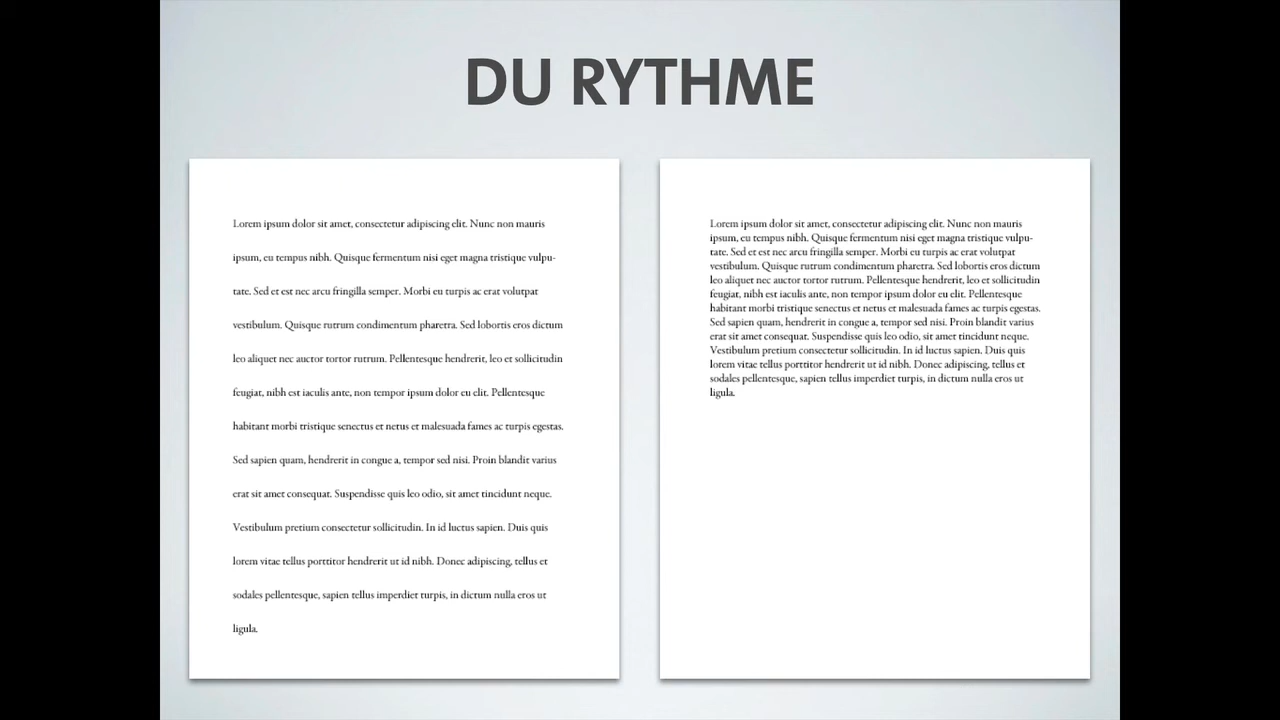 DU RYTHME
Lorem ipsum dolor sit amet, consectetur adipiscing elit. Nunc non mauris
ipsum, eu tempus nibh. Quisque fermentum nisi eget magna tristique vulpu-
tate. Sed et est nec arcu fringilla semper. Morbi eu turpis ac erat volutpat
vestibulum. Quisque rutrum condimentum pharetra. Sed lobortis eros dictum
leo aliquet nec auctor tortor rutrum. Pellentesque hendrerit, leo et sollicitudin
feugiat, nibh est iaculis ante, non tempor ipsum dolor eu elit. Pellentesque
habitant morbi tristique senectus et netus et malesuada fames ac turpis egestas.
Sed sapien quam, hendrerit in congue a, tempor sed nisi. Proin blandit varius
erat sit amet consequat. Suspendisse quis leo odio, sit amet tincidunt neque.
Vestibulum pretium consectetur sollicitudin. In id luctus sapien. Duis quis
lorem vitae tellus porttitor hendrerit ut id nibh. Donec adipiscing, tellus et
sodales pellentesque, sapien tellus imperdiet turpis, in dictum nulla eros ut
ligula.
Lorem ipsum dolor sit amet, consectetur adipiscing elit. Nunc non mauris
ipsum, eu tempus nibh. Quisque fermentum nisi eget magna tristique vulpu-
tate. Sed et est nec arcu fringilla semper. Morbi eu turpis ac erat volutpat
vestibulum. Quisque rutrum condimentum pharetra. Sed lobortis eros dictum
leo aliquet nec auctor tortor rutrum. Pellentesque hendrerit, leo et sollicitudin
feugiat, nibh est iaculis ante, non tempor ipsum dolor eu elit. Pellentesque
habitant morbi tristique senectus et netus et malesuada fames ac turpis egestas.
Sed sapien quam, hendrerit in congue a, tempor sed nisi. Proin blandit varius
erat sit amet consequat. Suspendisse quis leo odio, sit amet tincidunt neque.
Vestibulum pretium consectetur sollicitudin. In id luctus sapien. Duis quis
lorem vitae tellus porttitor hendrerit ut id nibh. Donec adipiscing, tellus et
sodales pellentesque, sapien tellus imperdiet turpis, in dictum nulla eros ut
ligula.